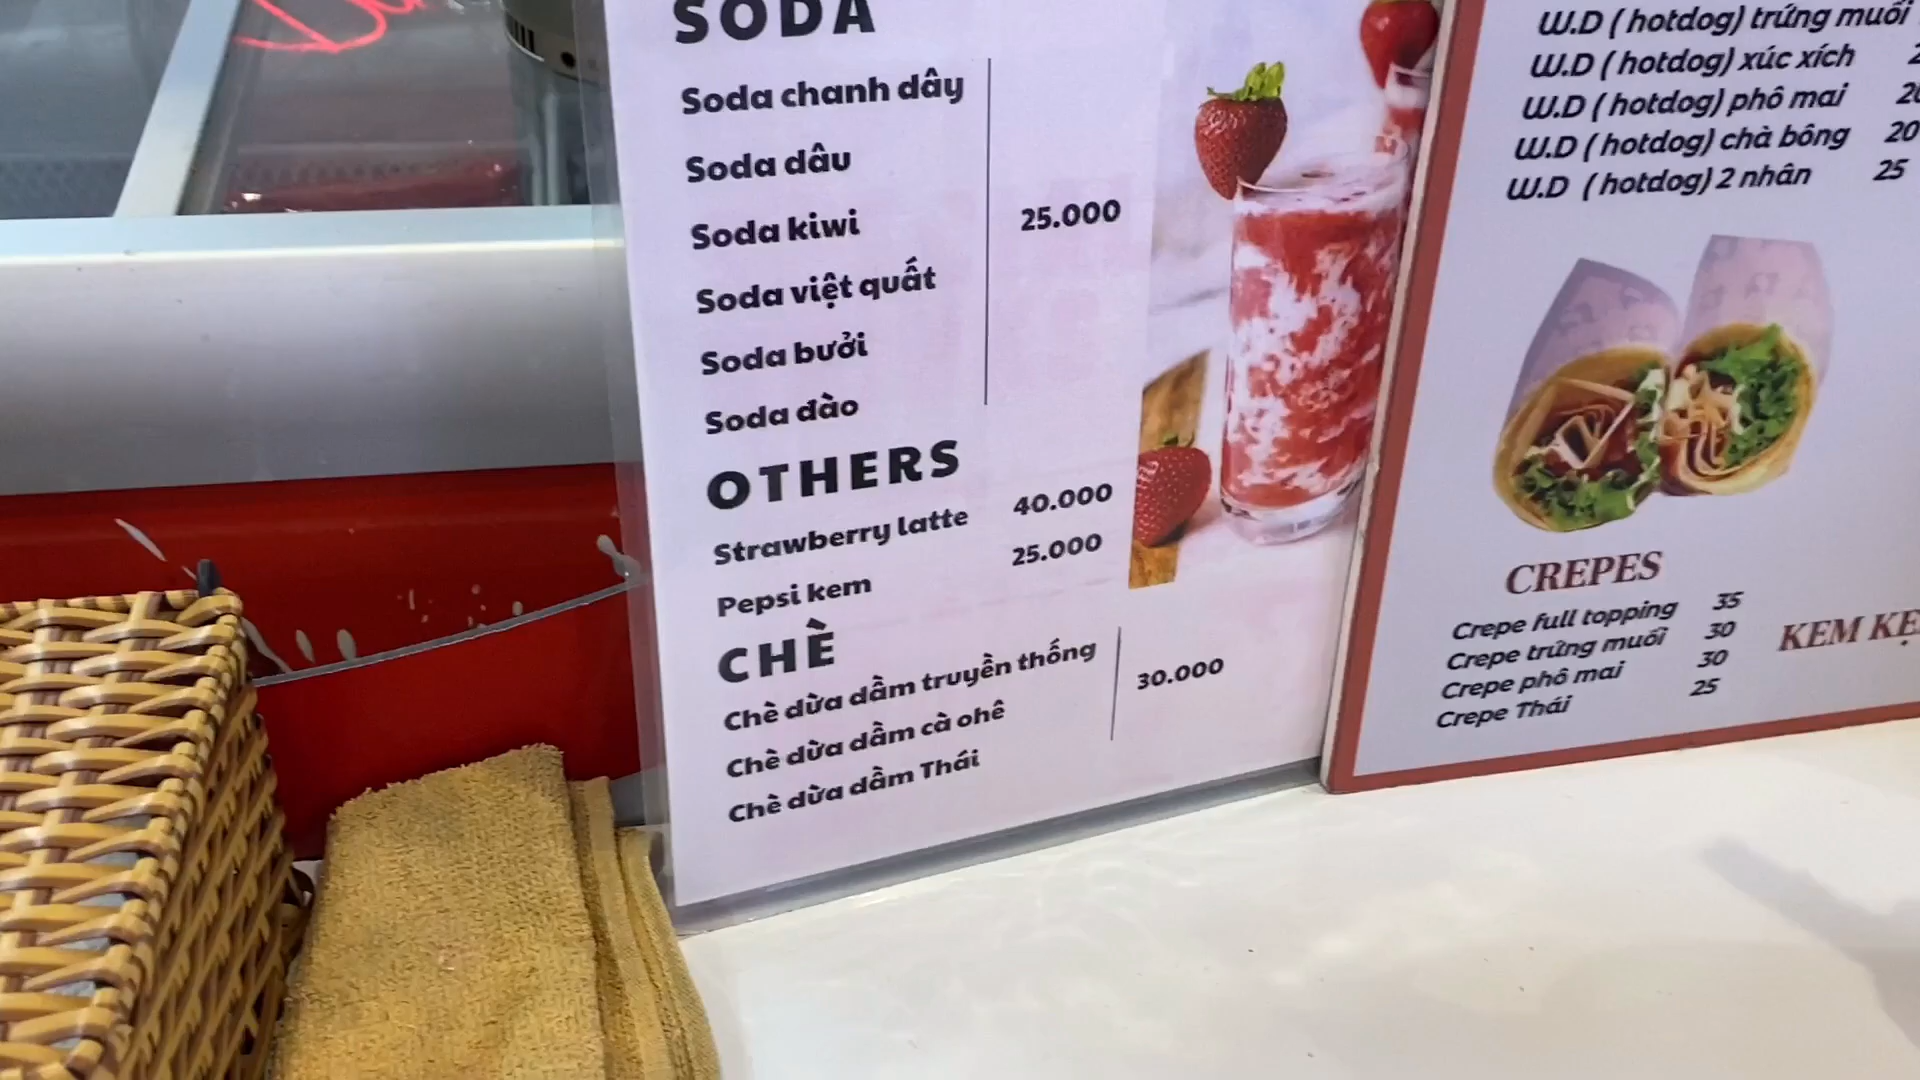 SODA
Soda chanh dây
Soda dâu
Soda kiwi
Soda việt quất
Soda bưởi
Soda đào
25.000
OTHERS
Strawberry latte 40.000
Pepsi kem 25.000
CHÈ
Chè dừa dầm truyền thống
Chè dừa dầm cà ohê
Chè dừa dầm Thái
30.000
W.D (hotdog) trứng muối
W.D (hotdog) xúc xích
W.D (hotdog) phô mai 20
W.D (hotdog) chà bông 20
W.D (hotdog) 2 nhân 25
CREPES
Crepe full topping 35
Crepe trứng muối 30
Crepe phô mai 30
Crepe Thái 25
KEM